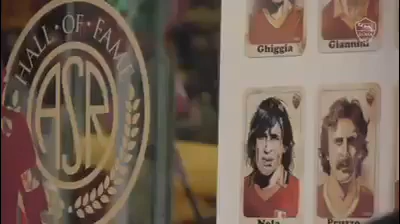 HALL · OF · FAME
ASR
Ghiggia
Giannini
Nela
Pruzzo